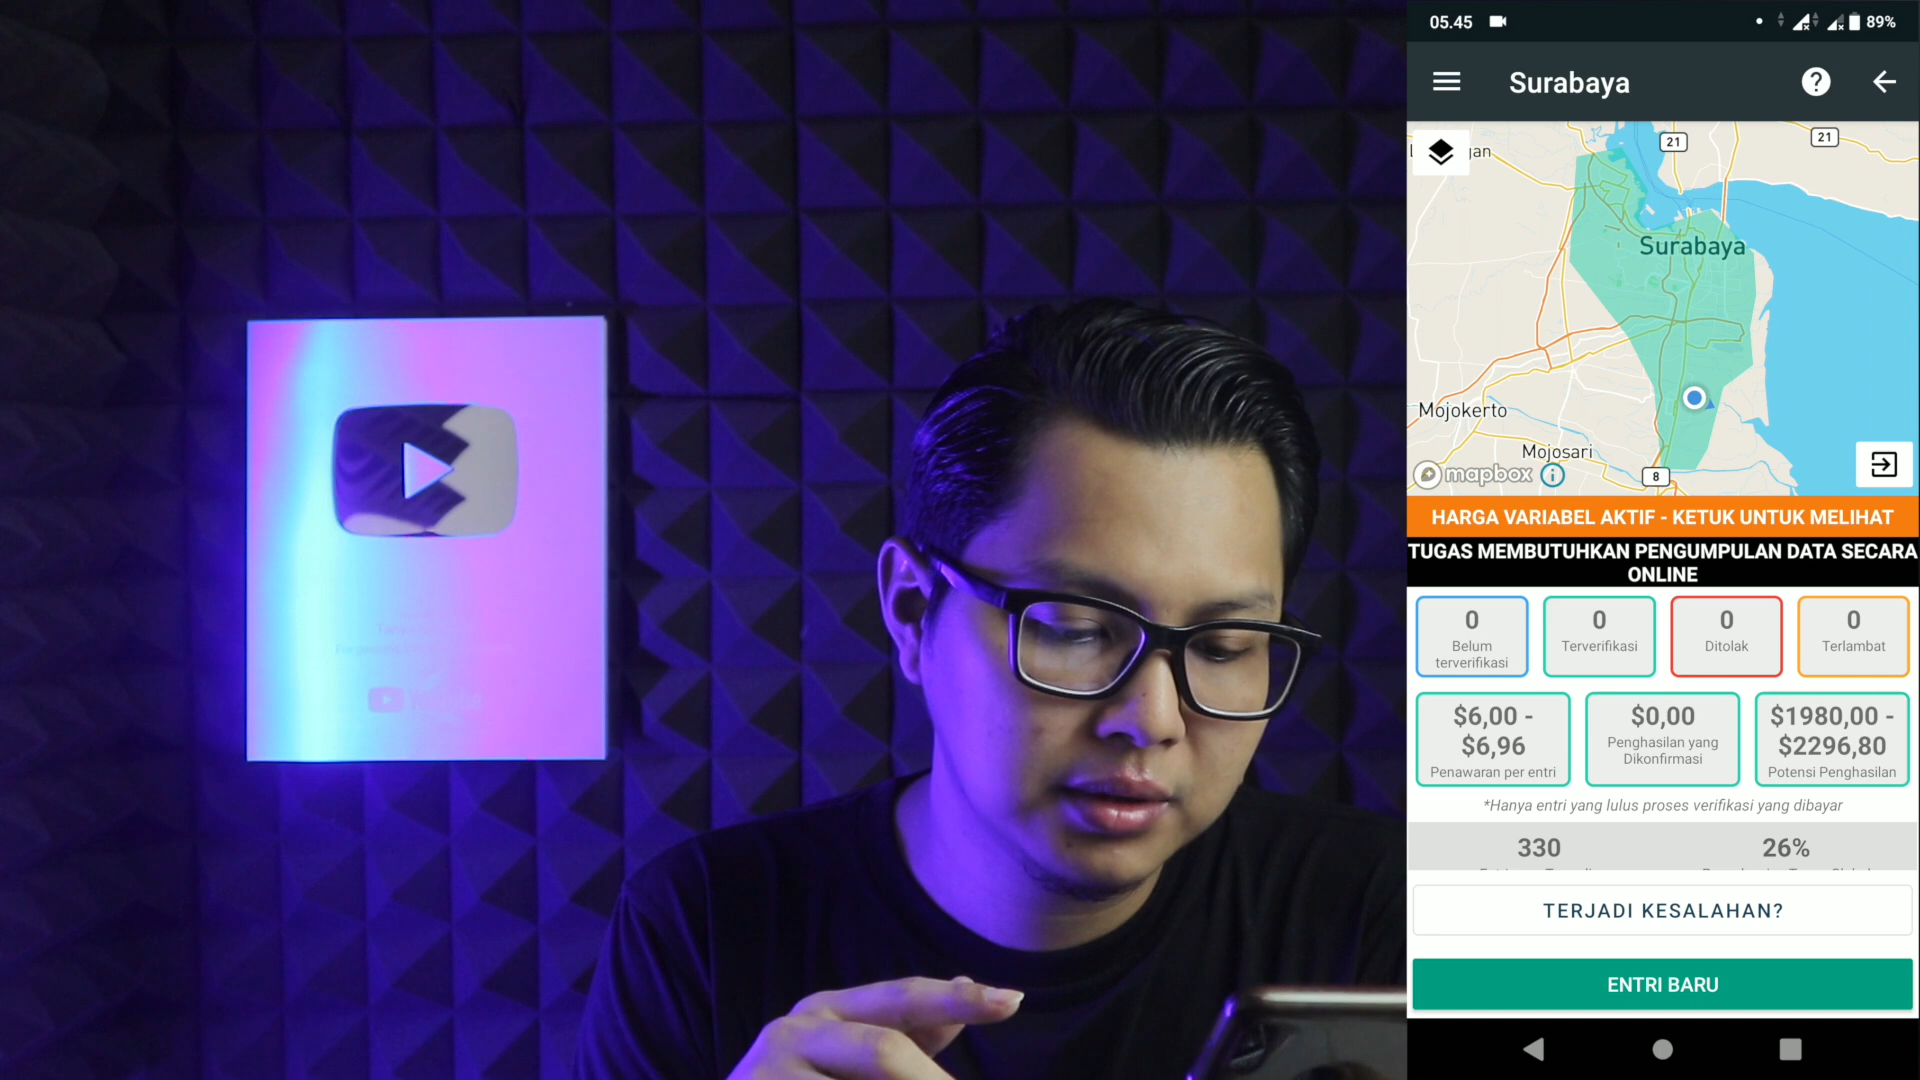 05.45
89%
Surabaya
21
21
gan
Surabaya
Mojokerto
Mojosari
mapbox
8
HARGA VARIABEL AKTIF - KETUK UNTUK MELIHAT
TUGAS MEMBUTUHKAN PENGUMPULAN DATA SECARA
ONLINE
0
Belum
terverifikasi
0
Terverifikasi
0
Ditolak
0
Terlambat
$6,00 -
$6,96
Penawaran per entri
$0,00
Penghasilan yang
Dikonfirmasi
$1980,00 -
$2296,80
Potensi Penghasilan
*Hanya entri yang lulus proses verifikasi yang dibayar
330
26%
TERJADI KESALAHAN?
ENTRI BARU